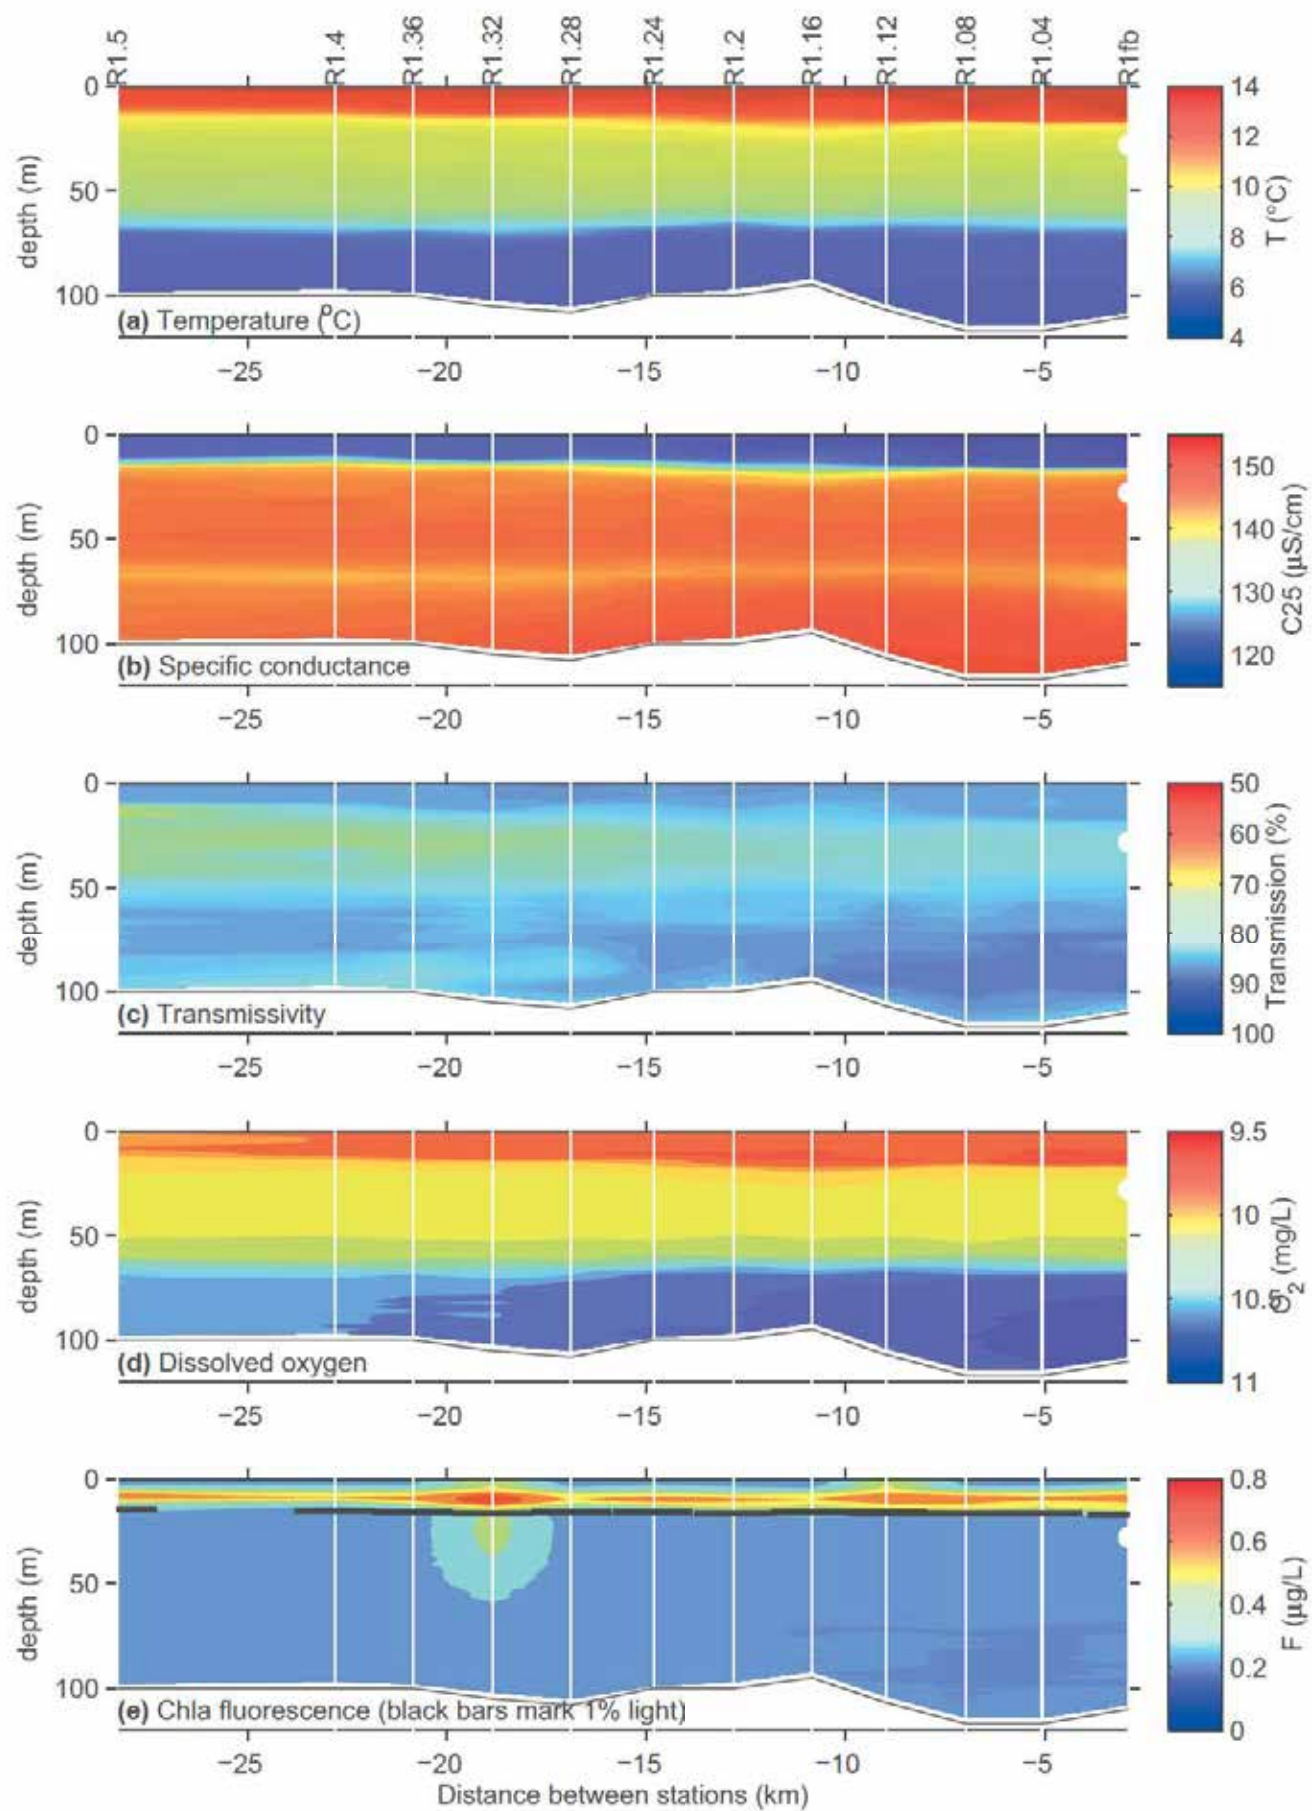 R1.5 R1.4 R1.36 R1.32 R1.28 R1.24 R1.2 R1.16 R1.12 R1.08 R1.04 R1fb
0
50
100
depth (m)
(a) Temperature (°C)
−25 −20 −15 −10 −5
14
12
10
8
6
4
T (°C)
0
50
100
depth (m)
(b) Specific conductance
−25 −20 −15 −10 −5
150
140
130
120
C25 (µS/cm)
0
50
100
depth (m)
(c) Transmissivity
−25 −20 −15 −10 −5
50
60
70
80
90
100
Transmission (%)
0
50
100
depth (m)
(d) Dissolved oxygen
−25 −20 −15 −10 −5
9.5
10
10.5
11
O2 (mg/L)
0
50
100
depth (m)
(e) Chla fluorescence (black bars mark 1% light)
−25 −20 −15 −10 −5
Distance between stations (km)
0.8
0.6
0.4
0.2
0
F (µg/L)